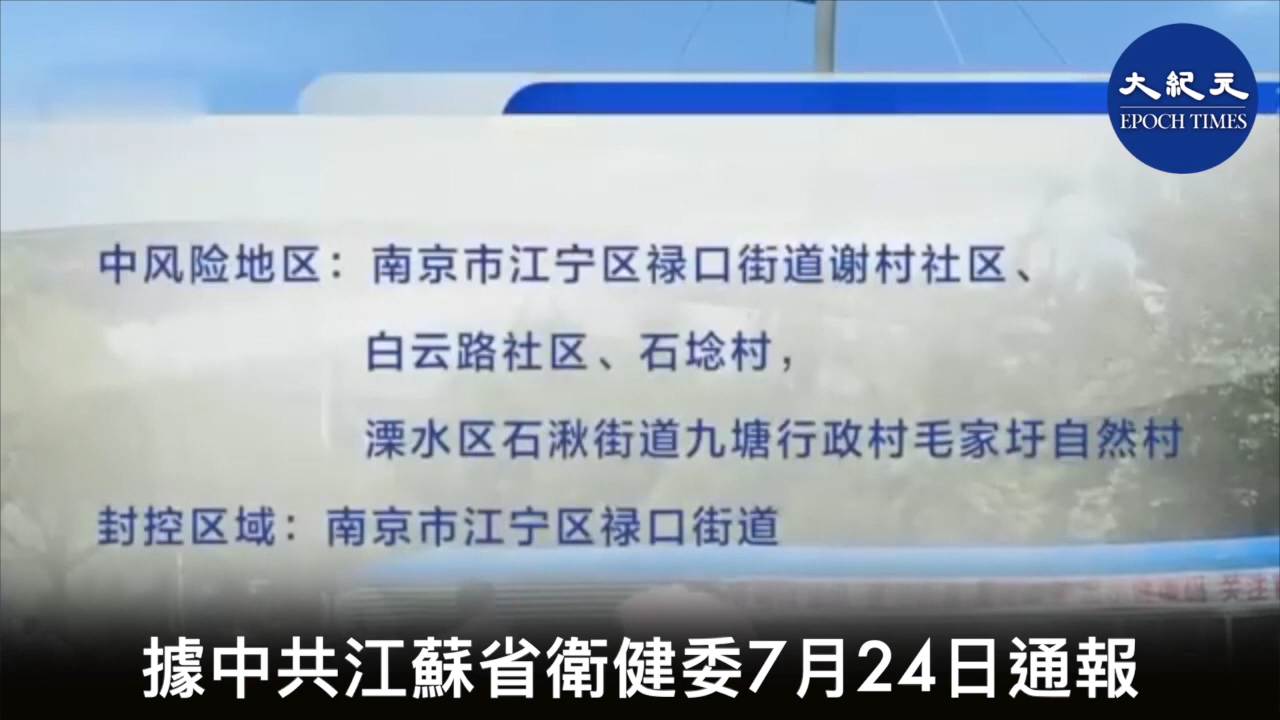 大紀元
EPOCH TIMES
中风险地区：南京市江宁区禄口街道谢村社区、
白云路社区、石埝村，
溧水区石湫街道九塘行政村毛家圩自然村
封控区域：南京市江宁区禄口街道
关注
據中共江蘇省衛健委7月24日通報